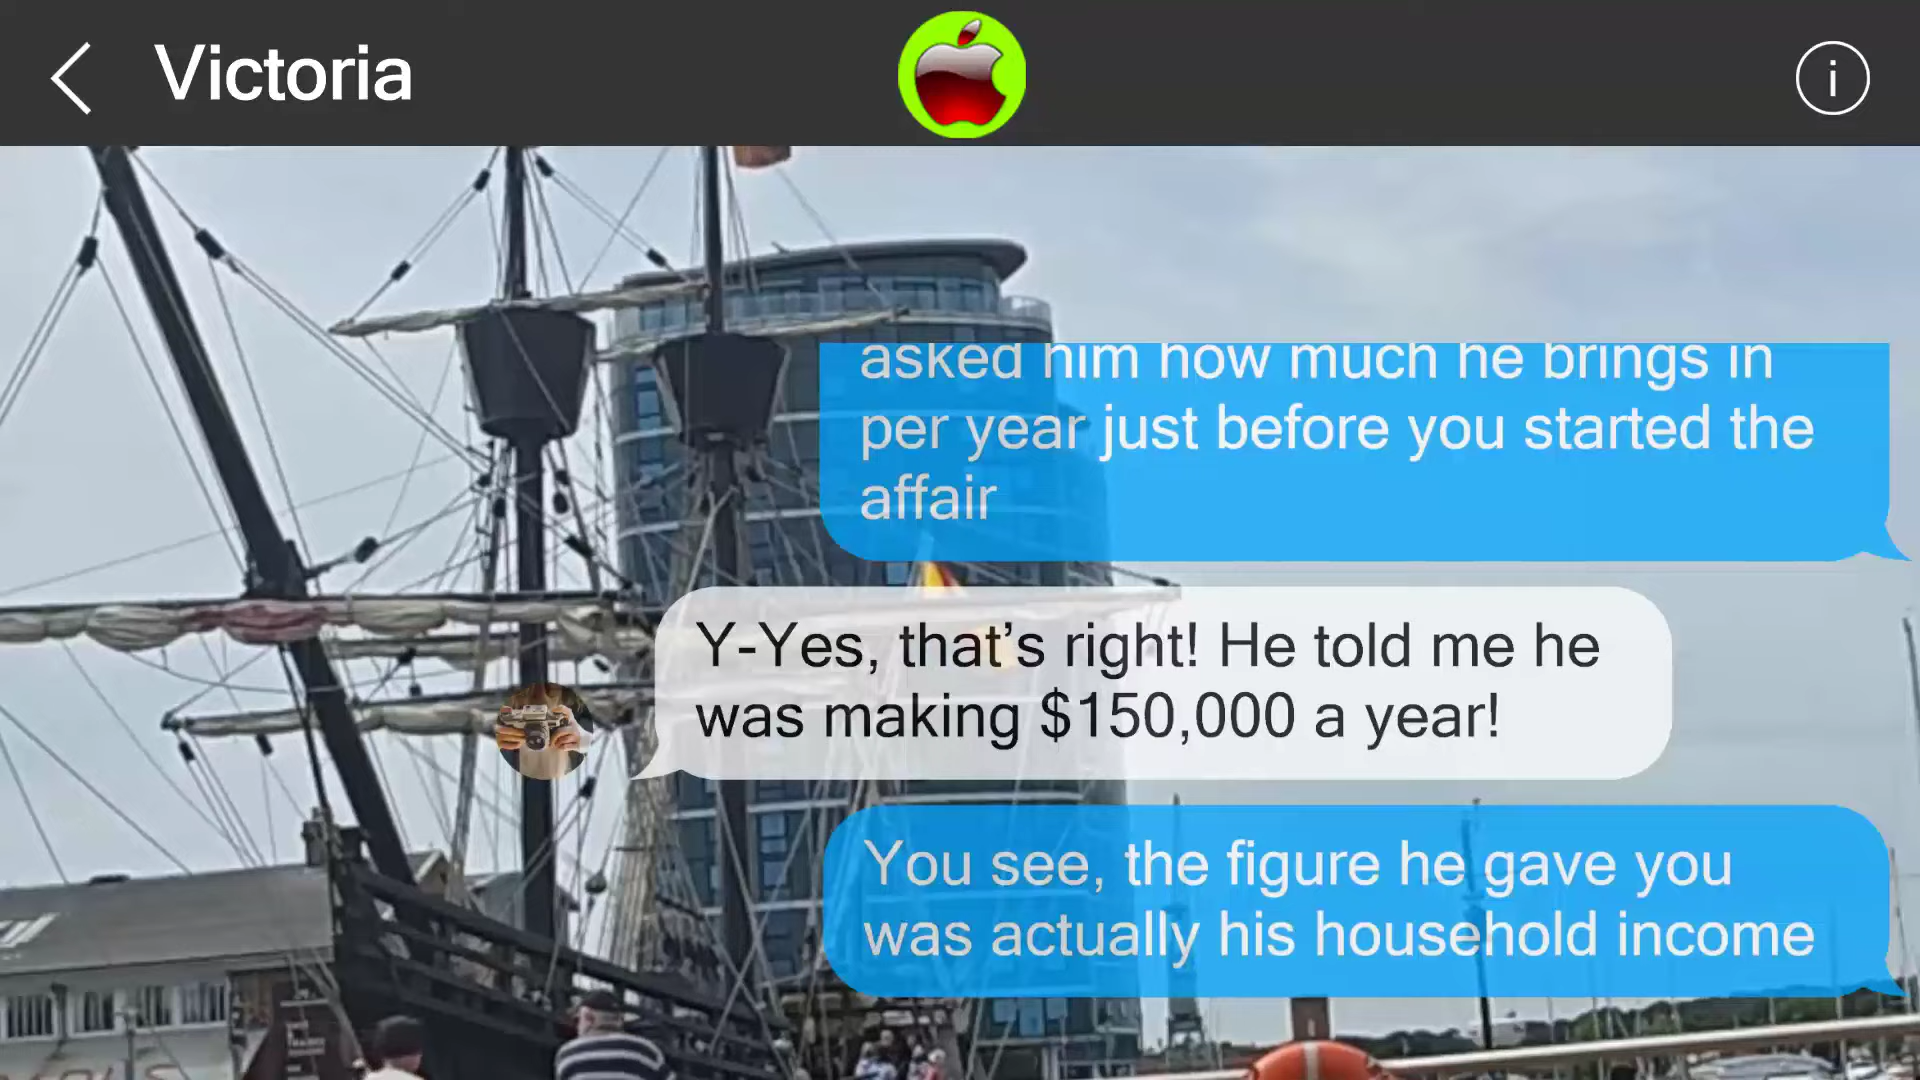 Victoria
i
asked him how much he brings in
per year just before you started the
affair
Y-Yes, that’s right! He told me he
was making $150,000 a year!
You see, the figure he gave you
was actually his household income